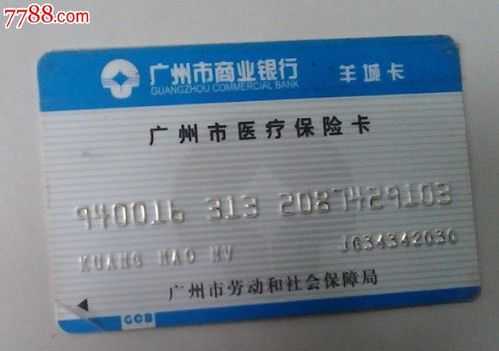 7788.com
广州市商业银行 羊城卡
GUANGZHOU COMMERCIAL BANK
广州市医疗保险卡
940016 313 2087429103
KUANG MAO
广州市劳动和社会保障局
GCB